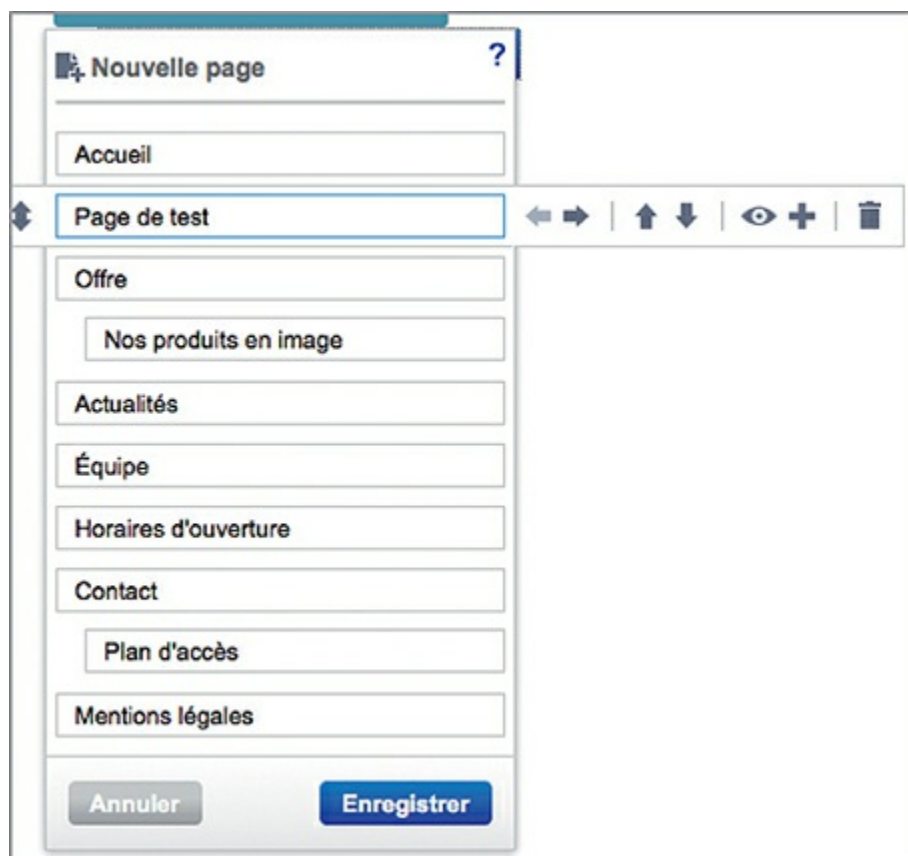 Nouvelle page ?
Accueil
Page de test
Offre
Nos produits en image
Actualités
Équipe
Horaires d'ouverture
Contact
Plan d'accès
Mentions légales
Annuler Enregistrer